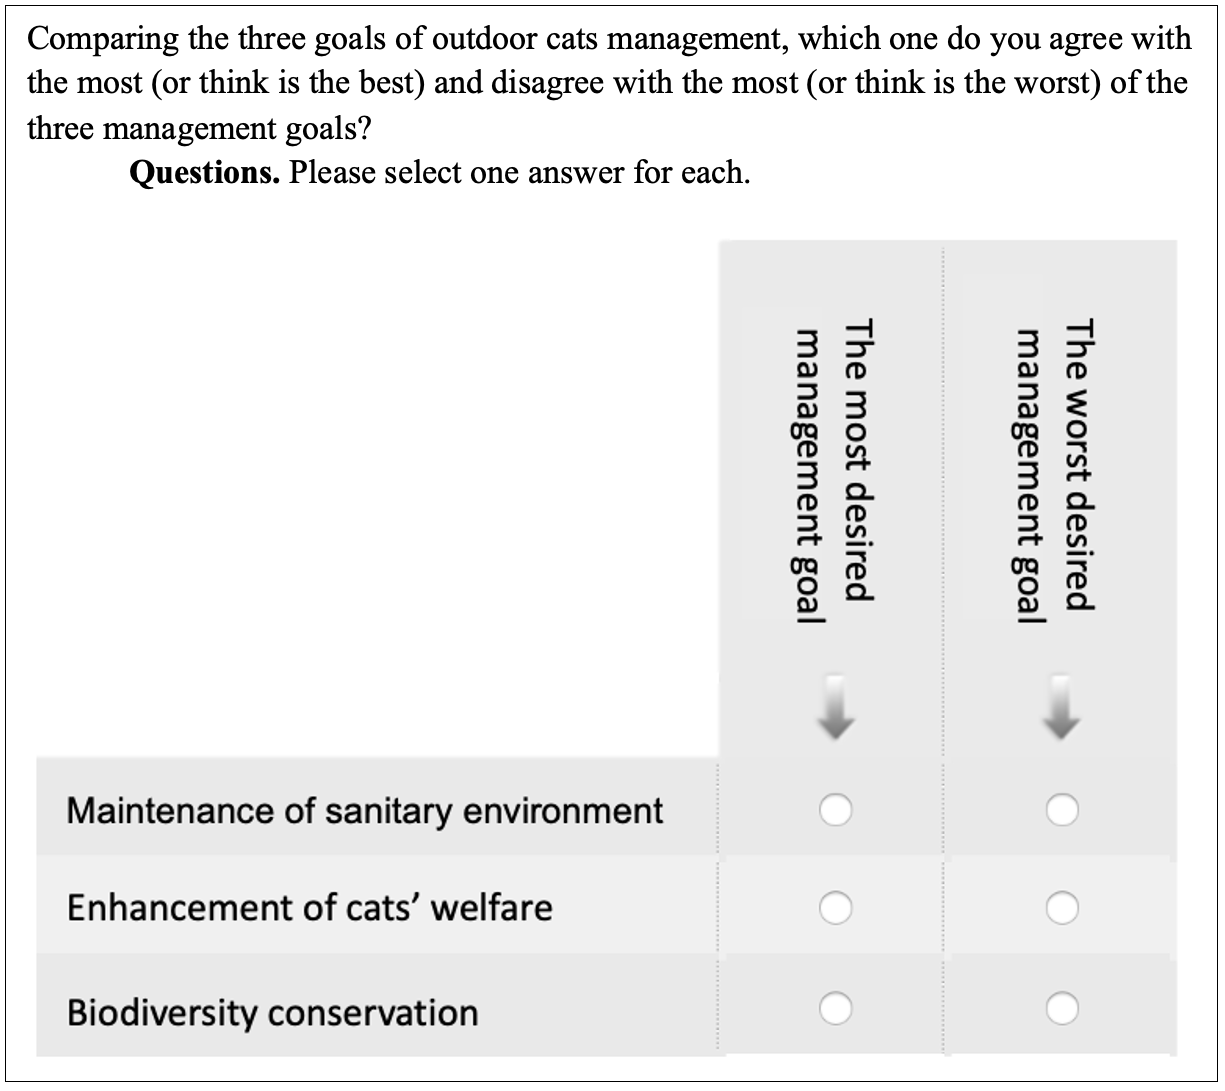 Comparing the three goals of outdoor cats management, which one do you agree with
the most (or think is the best) and disagree with the most (or think is the worst) of the
three management goals?
Questions. Please select one answer for each.
The most desired
management goal
The worst desired
management goal
Maintenance of sanitary environment
Enhancement of cats’ welfare
Biodiversity conservation